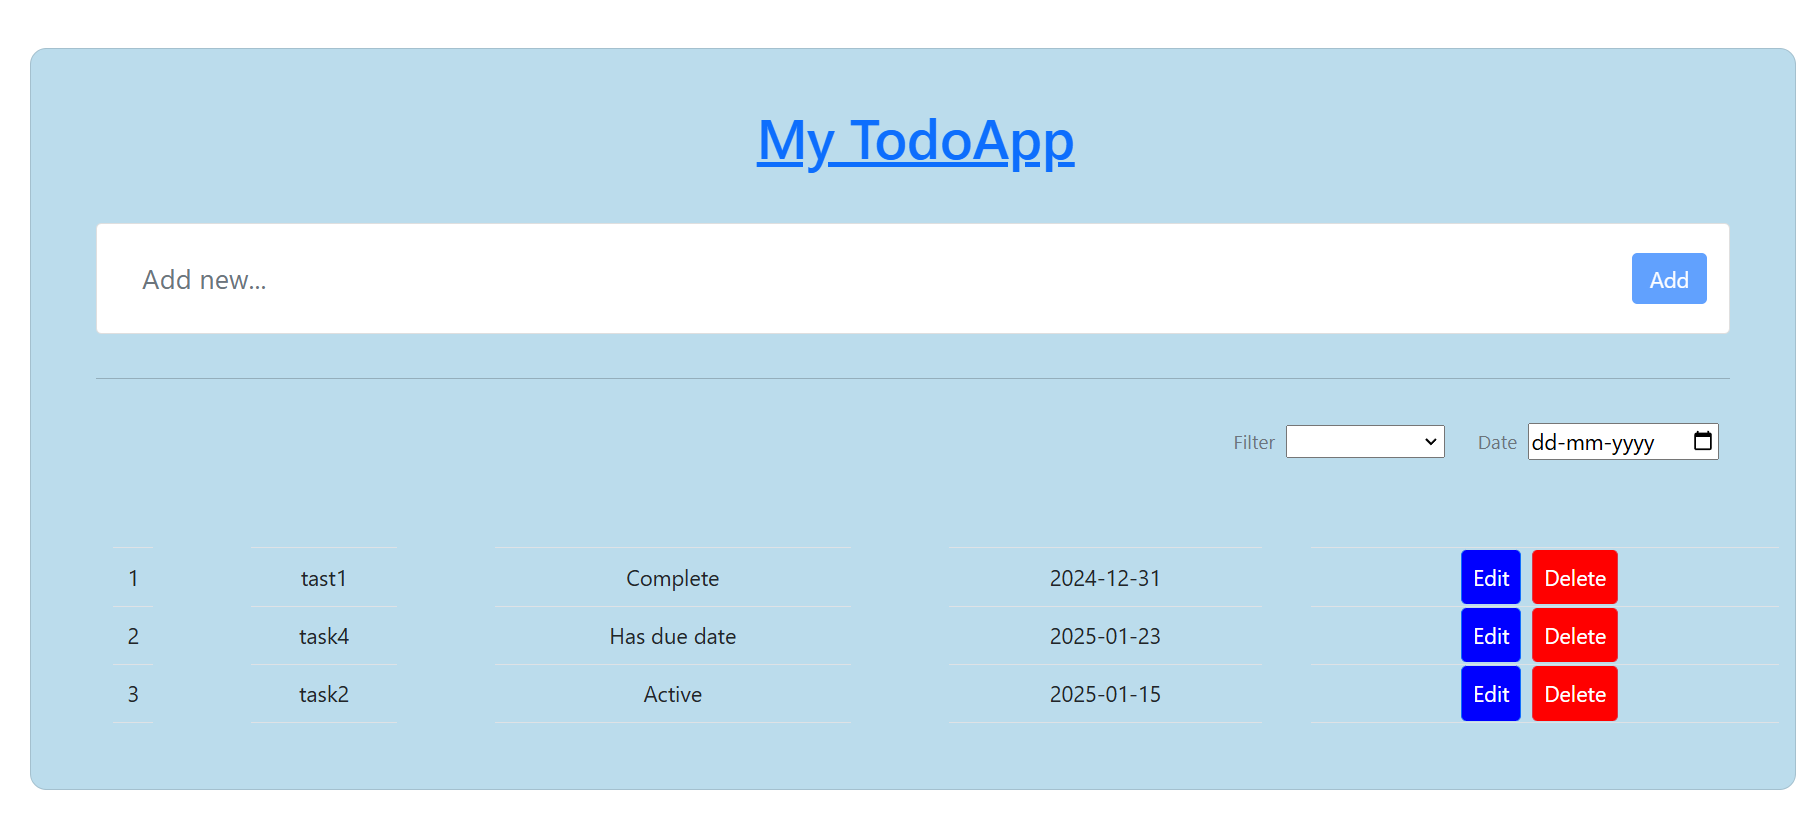 My TodoApp
Add new...
Add
Filter
Date dd-mm-yyyy
1 tast1 Complete 2024-12-31 Edit Delete
2 task4 Has due date 2025-01-23 Edit Delete
3 task2 Active 2025-01-15 Edit Delete